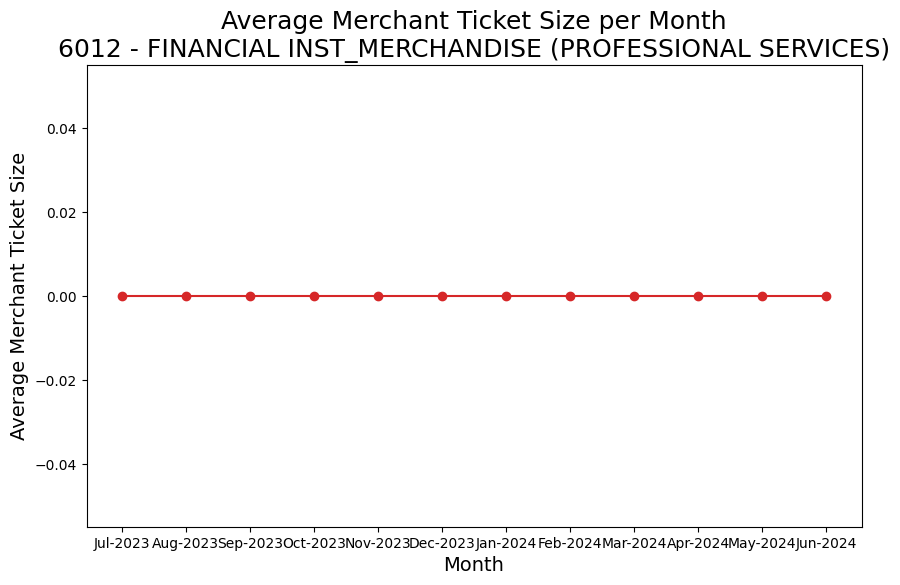 Average Merchant Ticket Size per Month
6012 - FINANCIAL INST_MERCHANDISE (PROFESSIONAL SERVICES)
Average Merchant Ticket Size
0.04
0.02
0.00
−0.02
−0.04
Jul-2023 Aug-2023 Sep-2023 Oct-2023 Nov-2023 Dec-2023 Jan-2024 Feb-2024 Mar-2024 Apr-2024 May-2024 Jun-2024
Month